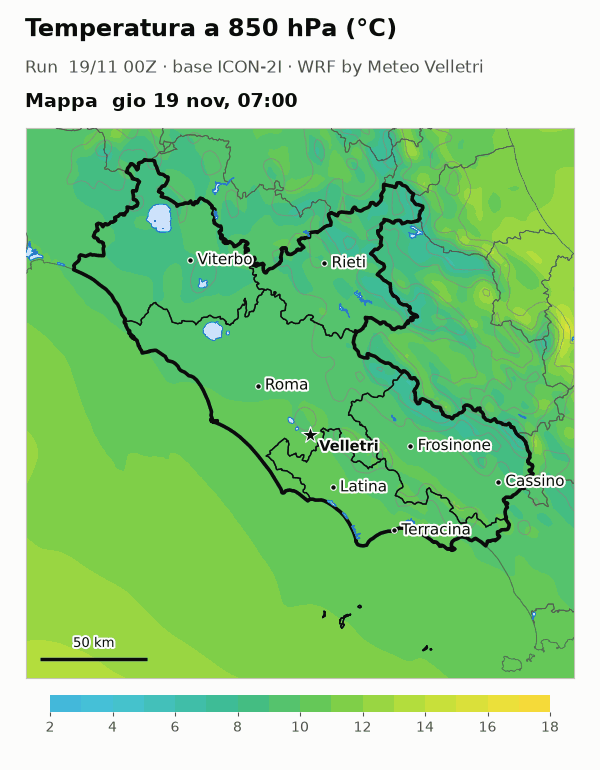 Temperatura a 850 hPa (°C)
Run  19/11 00Z · base ICON-2I · WRF by Meteo Velletri
Mappa  gio 19 nov, 07:00
Viterbo
Rieti
Roma
Velletri
Frosinone
Latina
Cassino
Terracina
50 km
2 4 6 8 10 12 14 16 18